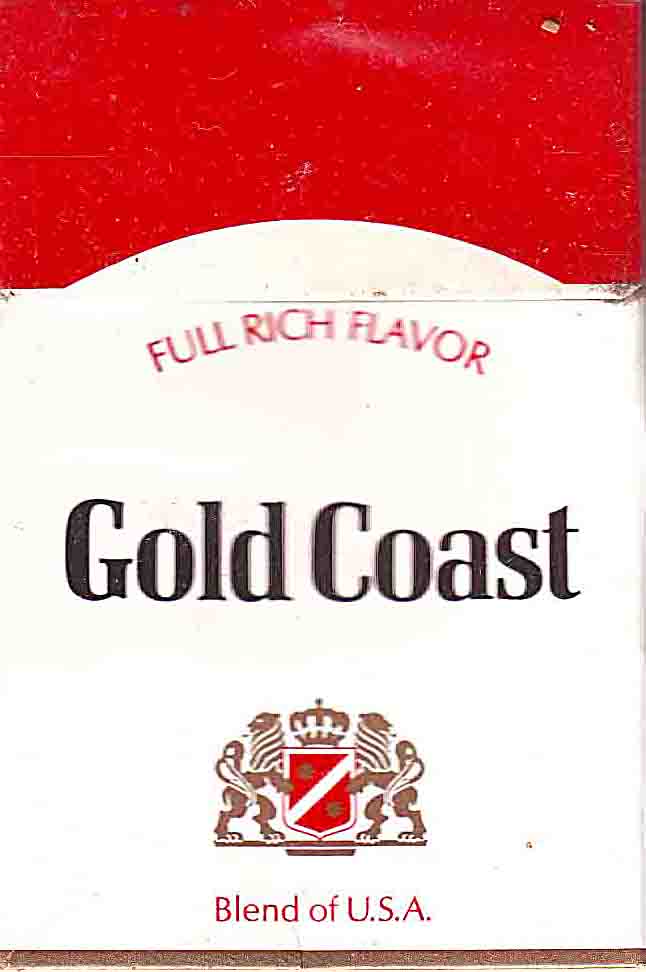 FULL RICH FLAVOR
Gold Coast
Blend of U.S.A.